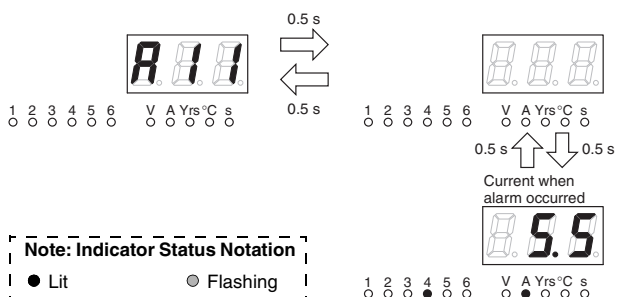 0.5 s
A11
0.5 s
1 2 3 4 5 6 V A Yrs °C s
1 2 3 4 5 6 V A Yrs °C s
0.5 s
0.5 s
Current when
alarm occurred
5.5
Note: Indicator Status Notation
Lit
Flashing
1 2 3 4 5 6 V A Yrs °C s